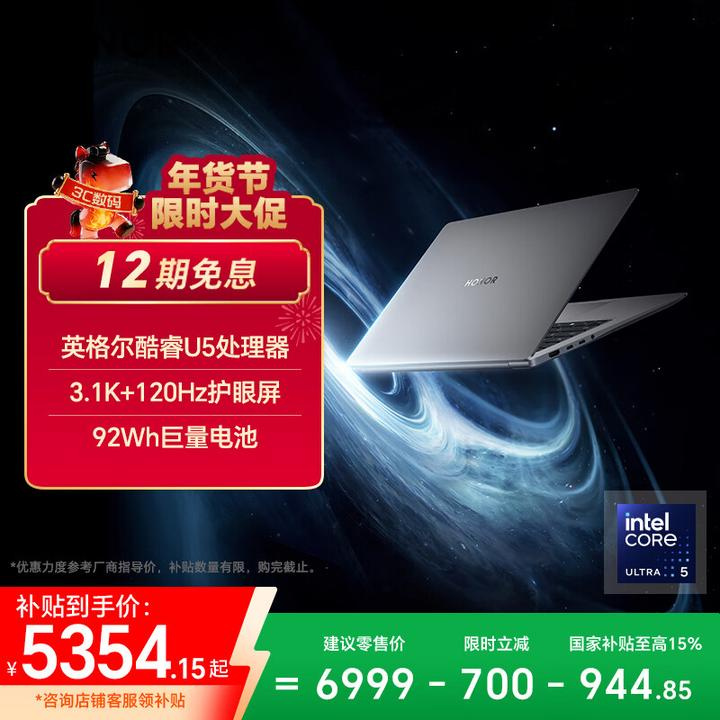 年货节
3C数码
限时大促
12期免息
英格尔酷睿U5处理器
3.1K+120Hz护眼屏
92Wh巨量电池
HONOR
intel
CORE
ULTRA 5
*优惠力度参考厂商指导价，补贴数量有限，购完截止。
补贴到手价：
¥5354.15起
*咨询店铺客服领补贴
建议零售价 限时立减 国家补贴至高15%
= 6999 - 700 - 944.85